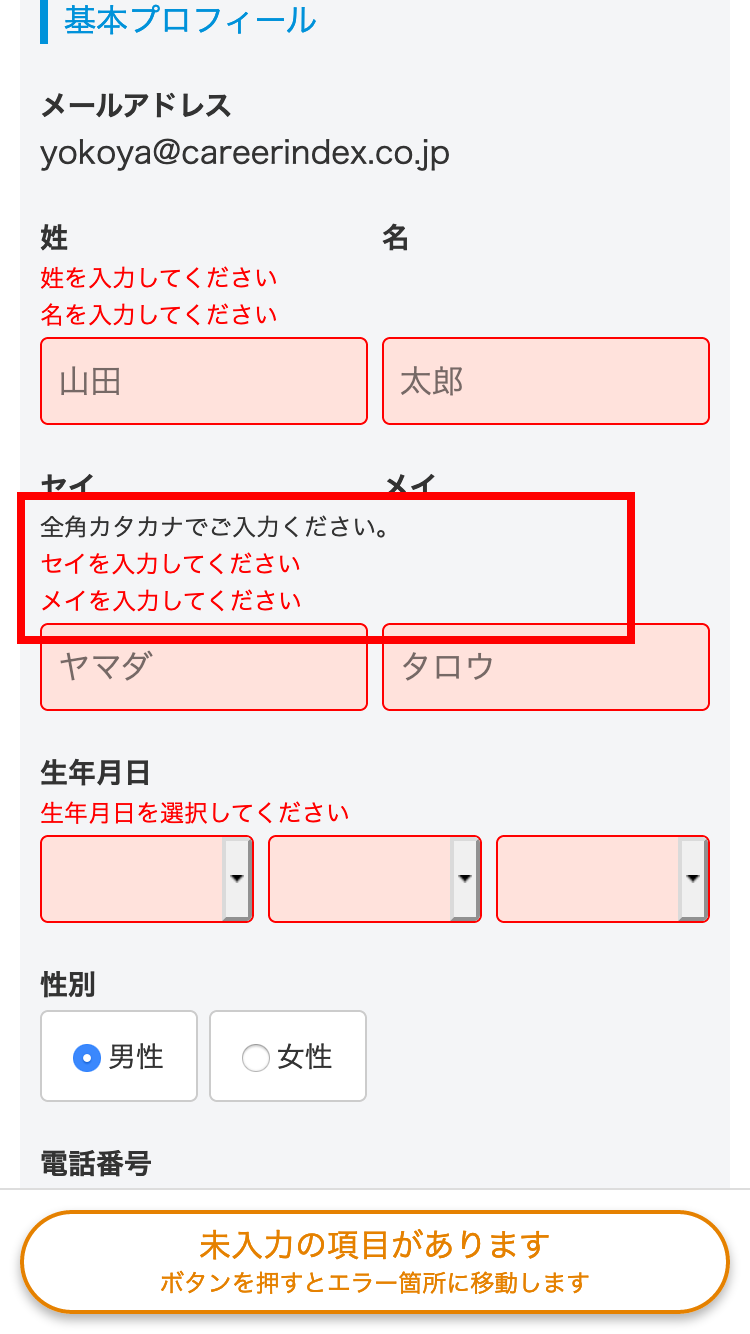 基本プロフィール
メールアドレス
yokoya@careerindex.co.jp
姓 名
姓を入力してください
名を入力してください
山田 太郎
セイ メイ
全角カタカナでご入力ください。
セイを入力してください
メイを入力してください
ヤマダ タロウ
生年月日
生年月日を選択してください
性別
男性 女性
電話番号
未入力の項目があります
ボタンを押すとエラー箇所に移動します